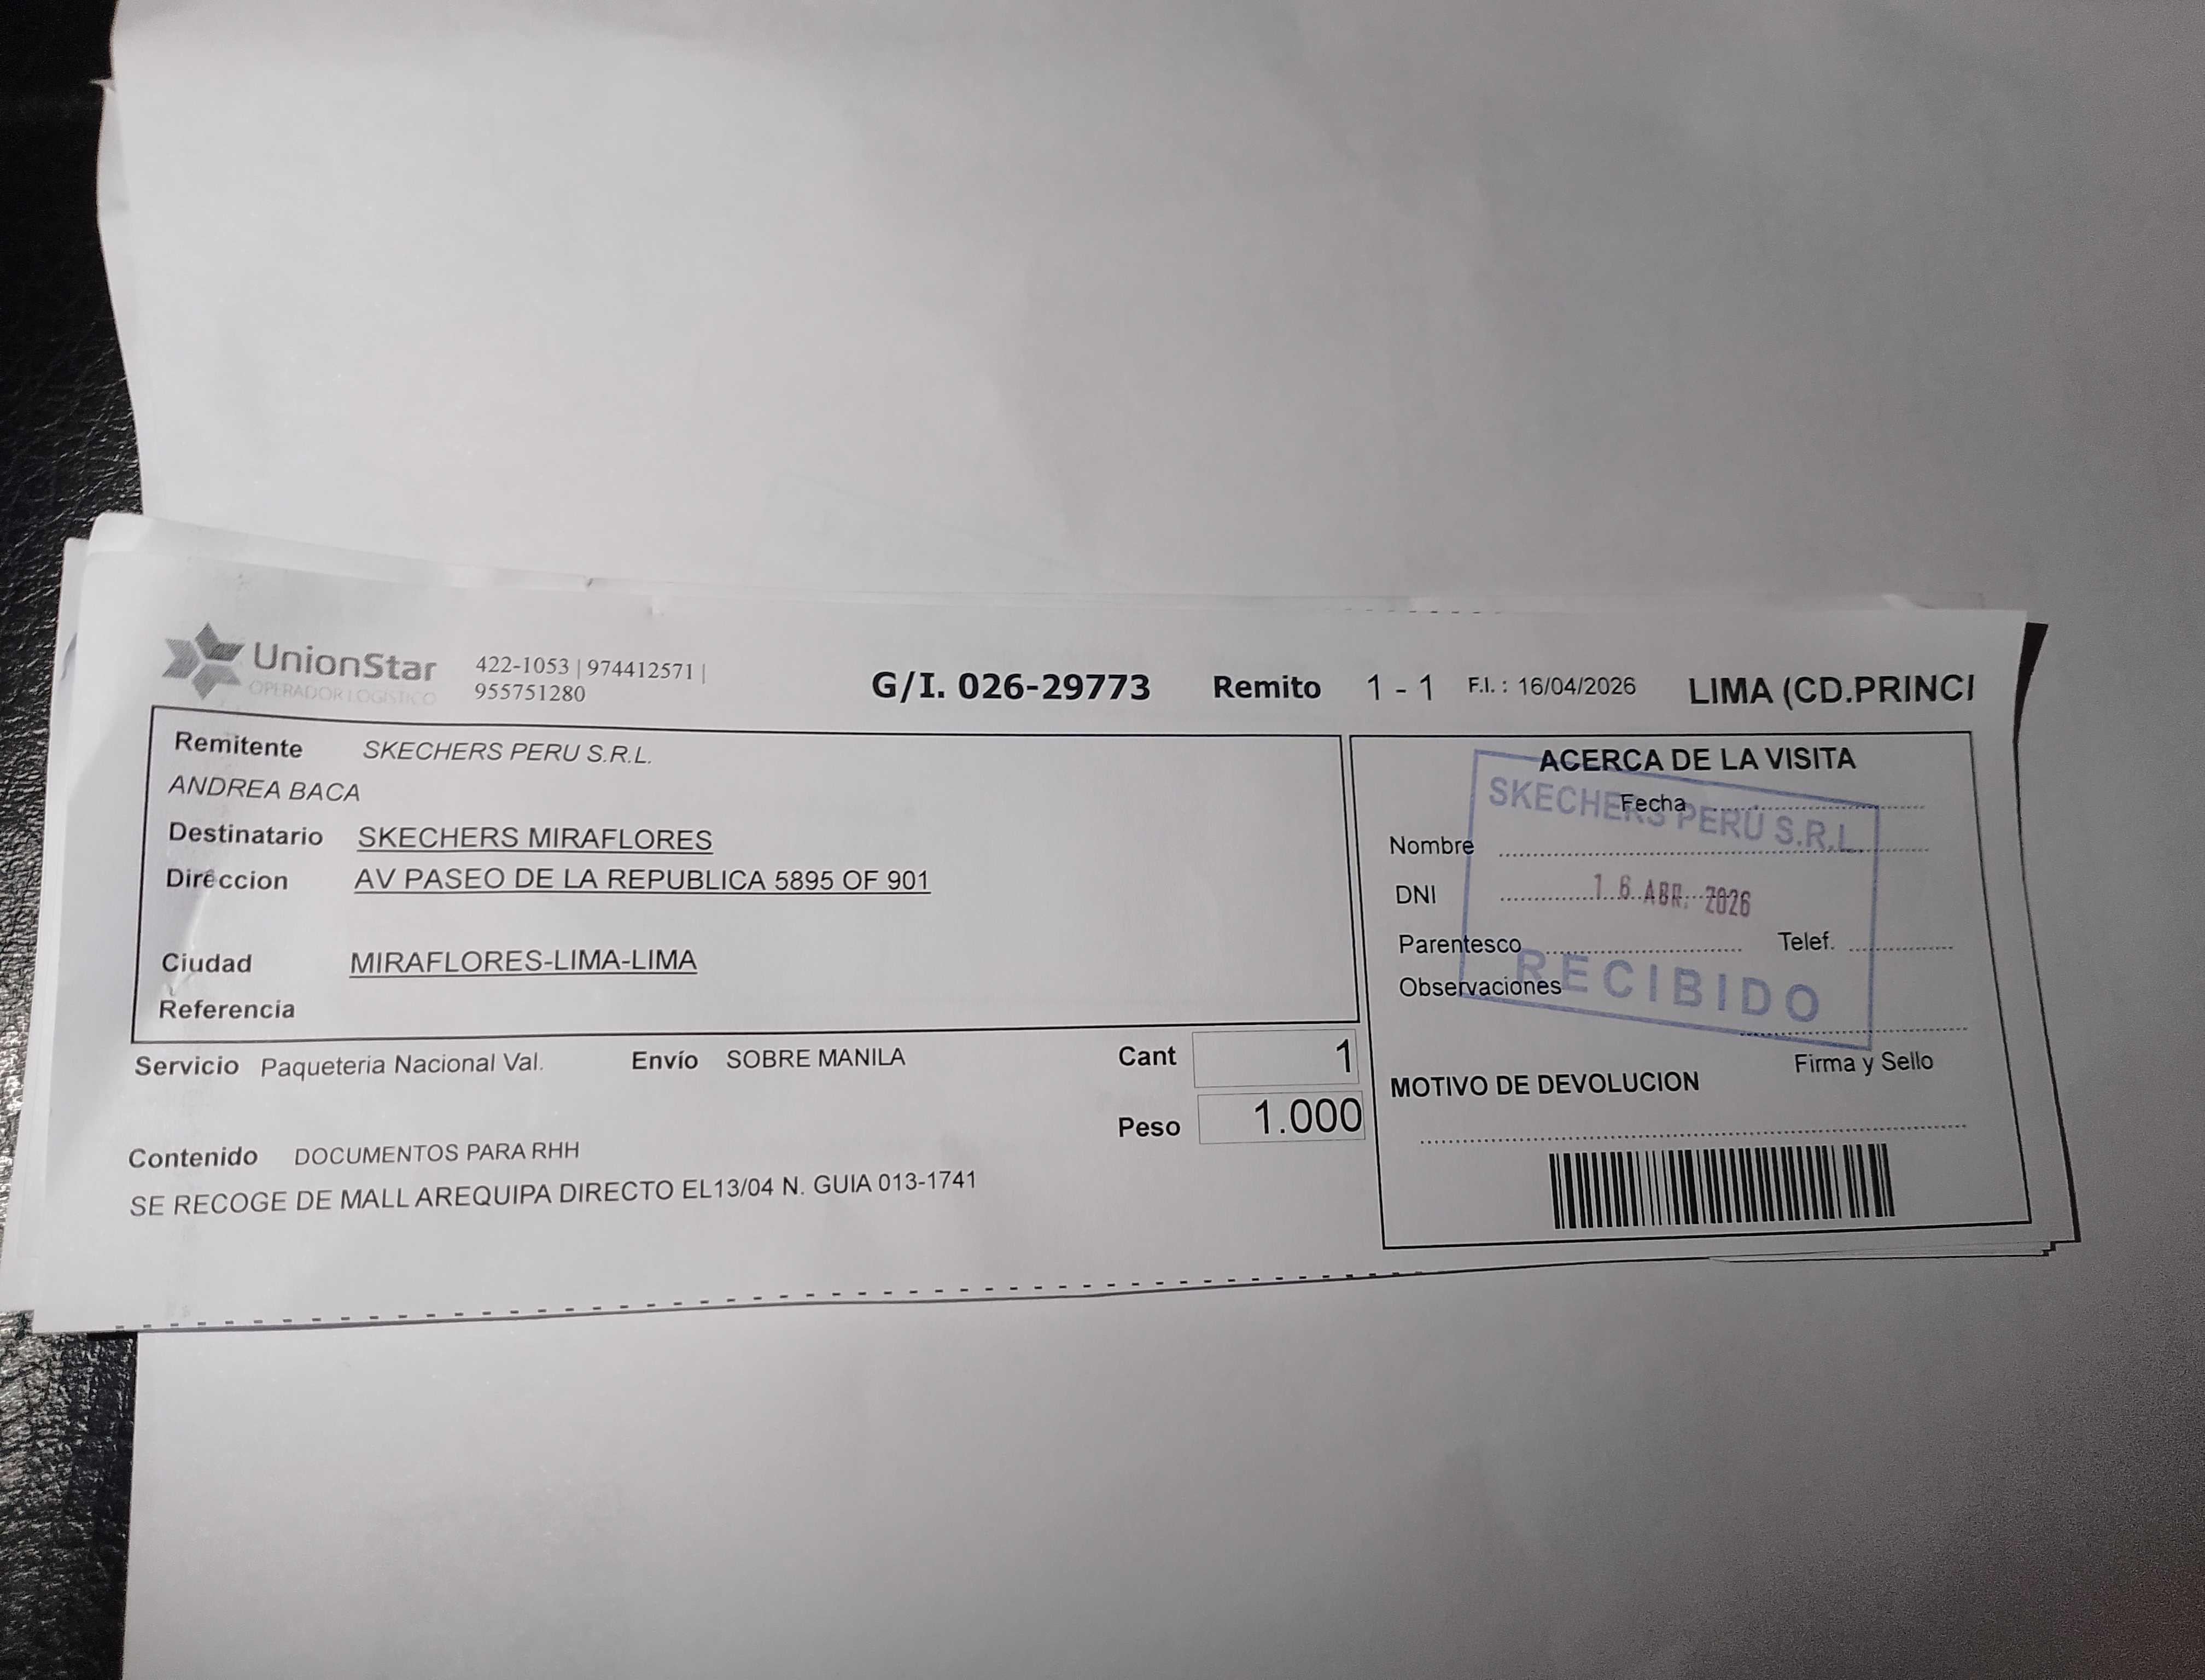 UnionStar
OPERADOR LOGÍSTICO
422-1053 | 974412571 |
955751280
G/I. 026-29773 Remito 1 - 1 F.I. : 16/04/2026 LIMA (CD.PRINCI
Remitente SKECHERS PERU S.R.L.
ANDREA BACA
Destinatario SKECHERS MIRAFLORES
Direccion AV PASEO DE LA REPUBLICA 5895 OF 901
Ciudad MIRAFLORES-LIMA-LIMA
Referencia
Servicio Paqueteria Nacional Val. Envío SOBRE MANILA Cant 1
Peso 1.000
Contenido DOCUMENTOS PARA RHH
SE RECOGE DE MALL AREQUIPA DIRECTO EL13/04 N. GUIA 013-1741
ACERCA DE LA VISITA
Fecha
Nombre
DNI
Parentesco Telef.
Observaciones
Firma y Sello
MOTIVO DE DEVOLUCION
SKECHERS PERÚ S.R.L.
16 ABR. 2026
RECIBIDO